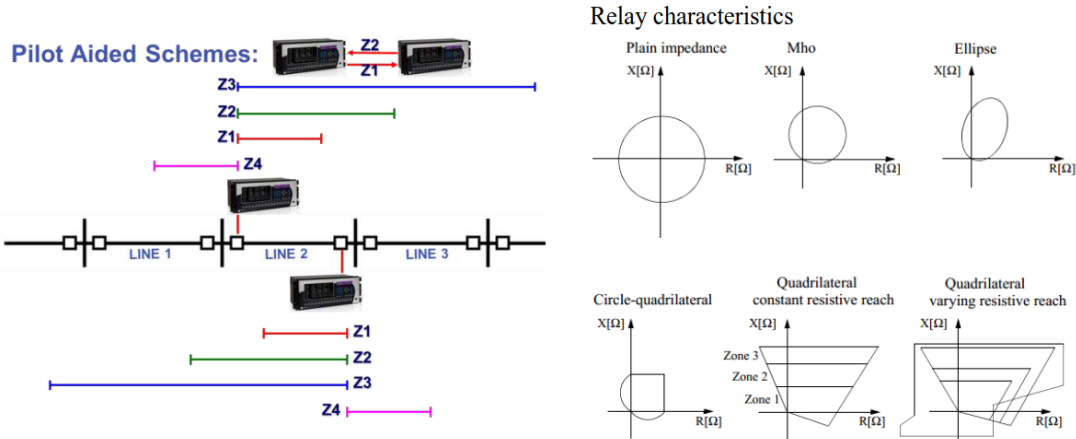 Pilot Aided Schemes:
Z2
Z1
Z3
Z2
Z1
Z4
LINE 1
LINE 2
LINE 3
Z1
Z2
Z3
Z4
Relay characteristics
Plain impedance
Mho
Ellipse
X[Ω]
X[Ω]
X[Ω]
R[Ω]
R[Ω]
R[Ω]
Circle-quadrilateral
Quadrilateral
constant resistive reach
Quadrilateral
varying resistive reach
X[Ω]
X[Ω]
X[Ω]
Zone 3
Zone 2
Zone 1
R[Ω]
R[Ω]
R[Ω]